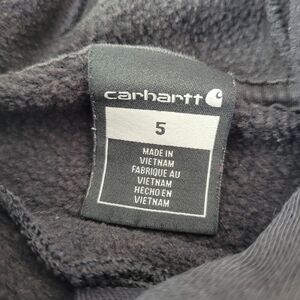 carhartt
5
MADE IN
VIETNAM
FABRIQUE AU
VIETNAM
HECHO EN
VIETNAM